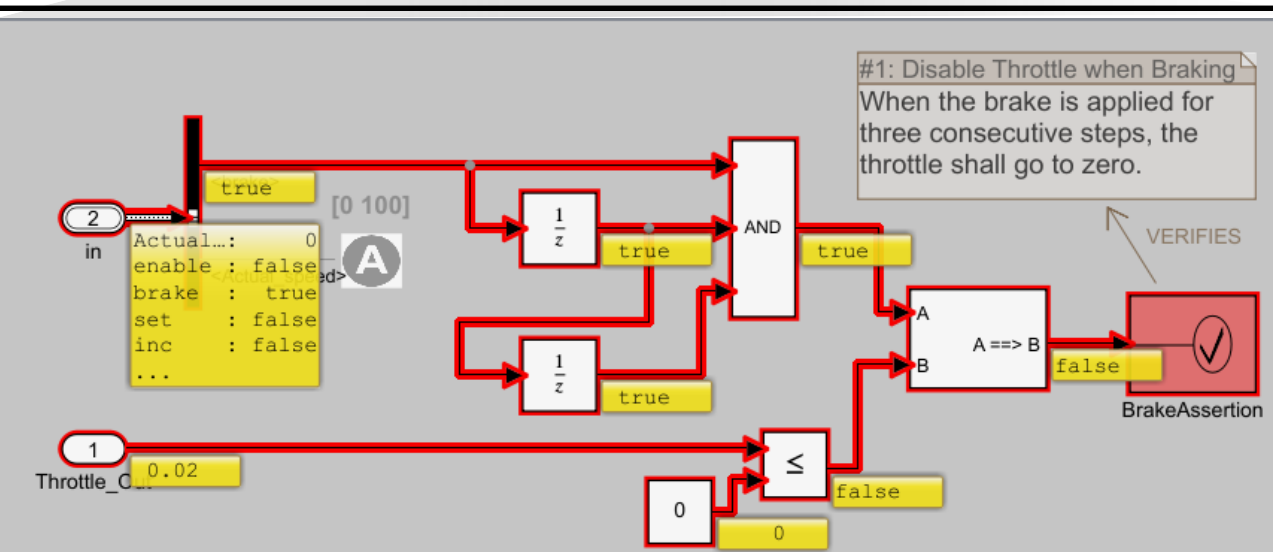 #1: Disable Throttle when Braking
When the brake is applied for
three consecutive steps, the
throttle shall go to zero.
VERIFIES
true
[0 100]
2
in
Actual...: 0
enable : false
brake : true
set : false
inc : false
...
A
1
z
true
AND
true
1
z
true
A
B
A ==> B
false
BrakeAssertion
1
0.02
≤
false
0
0